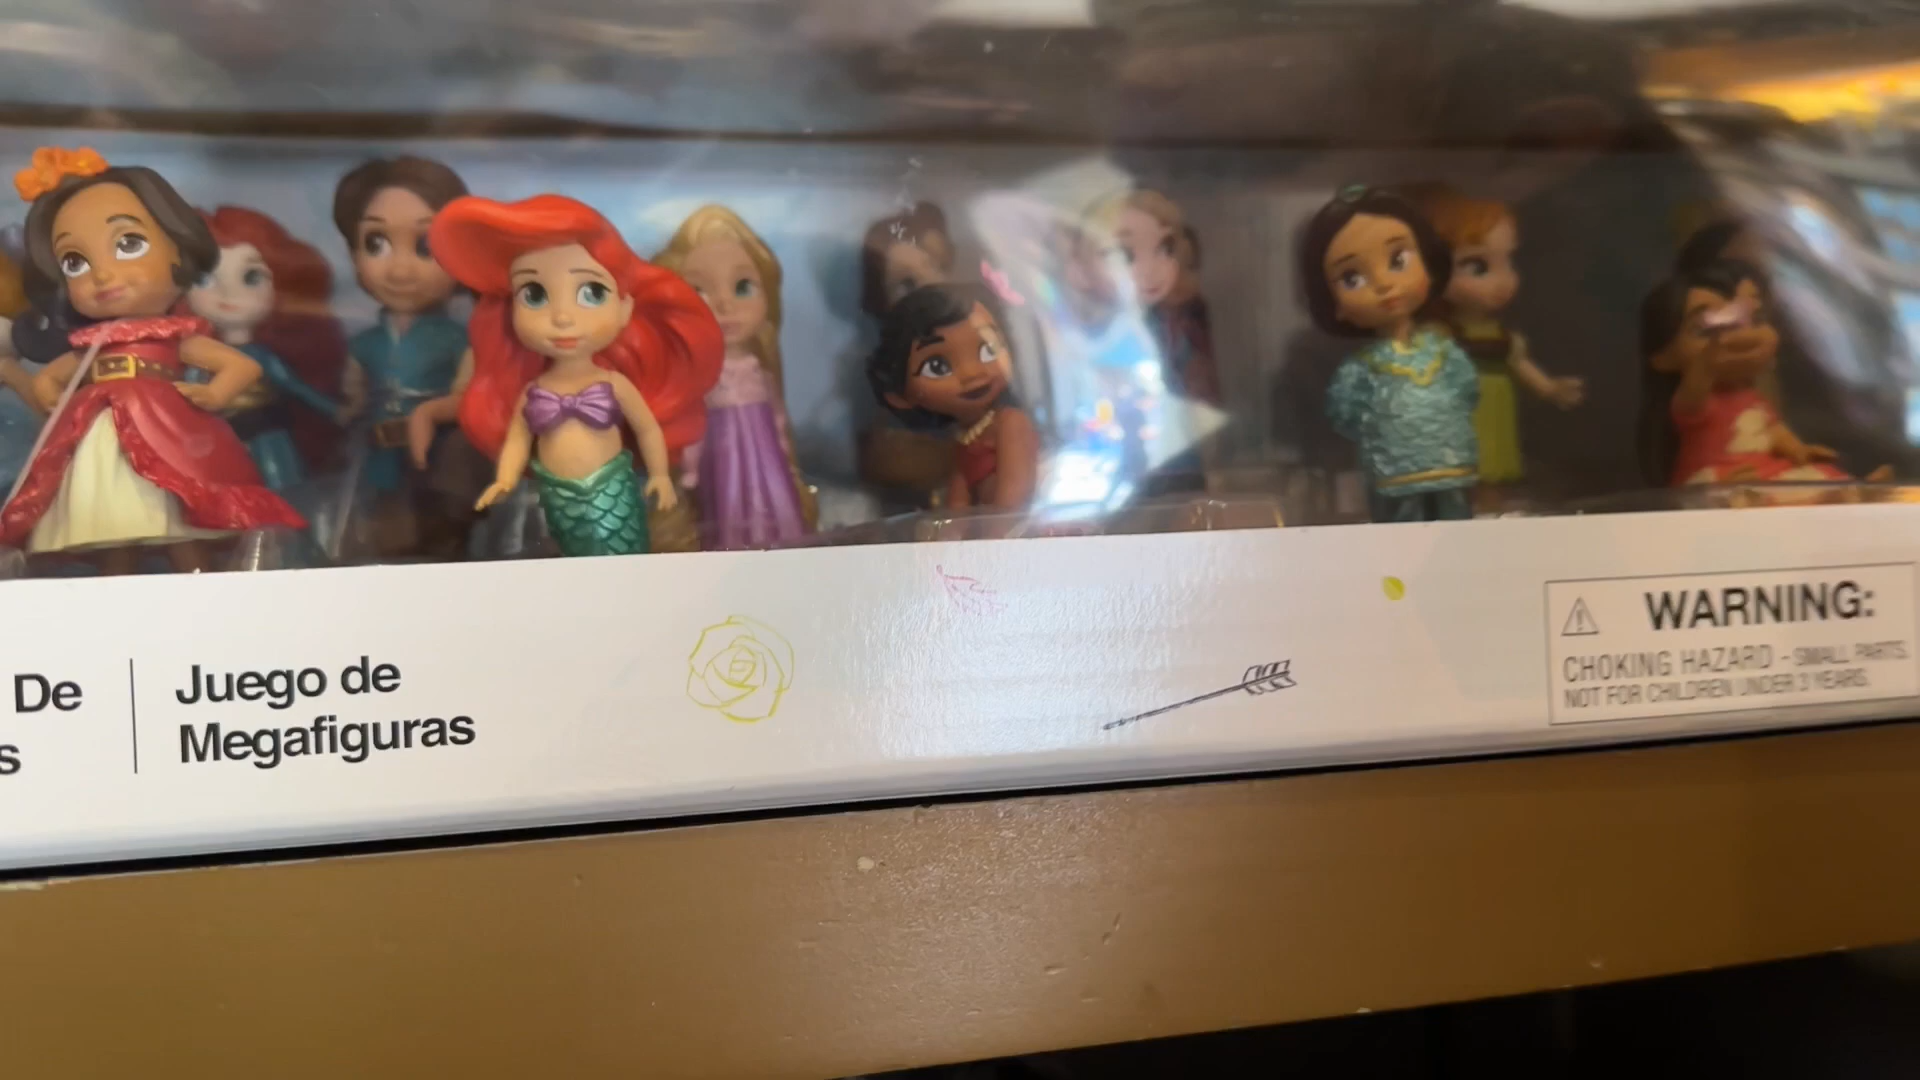 De
s
Juego de
Megafiguras
WARNING:
CHOKING HAZARD - SMALL PARTS.
NOT FOR CHILDREN UNDER 3 YEARS.